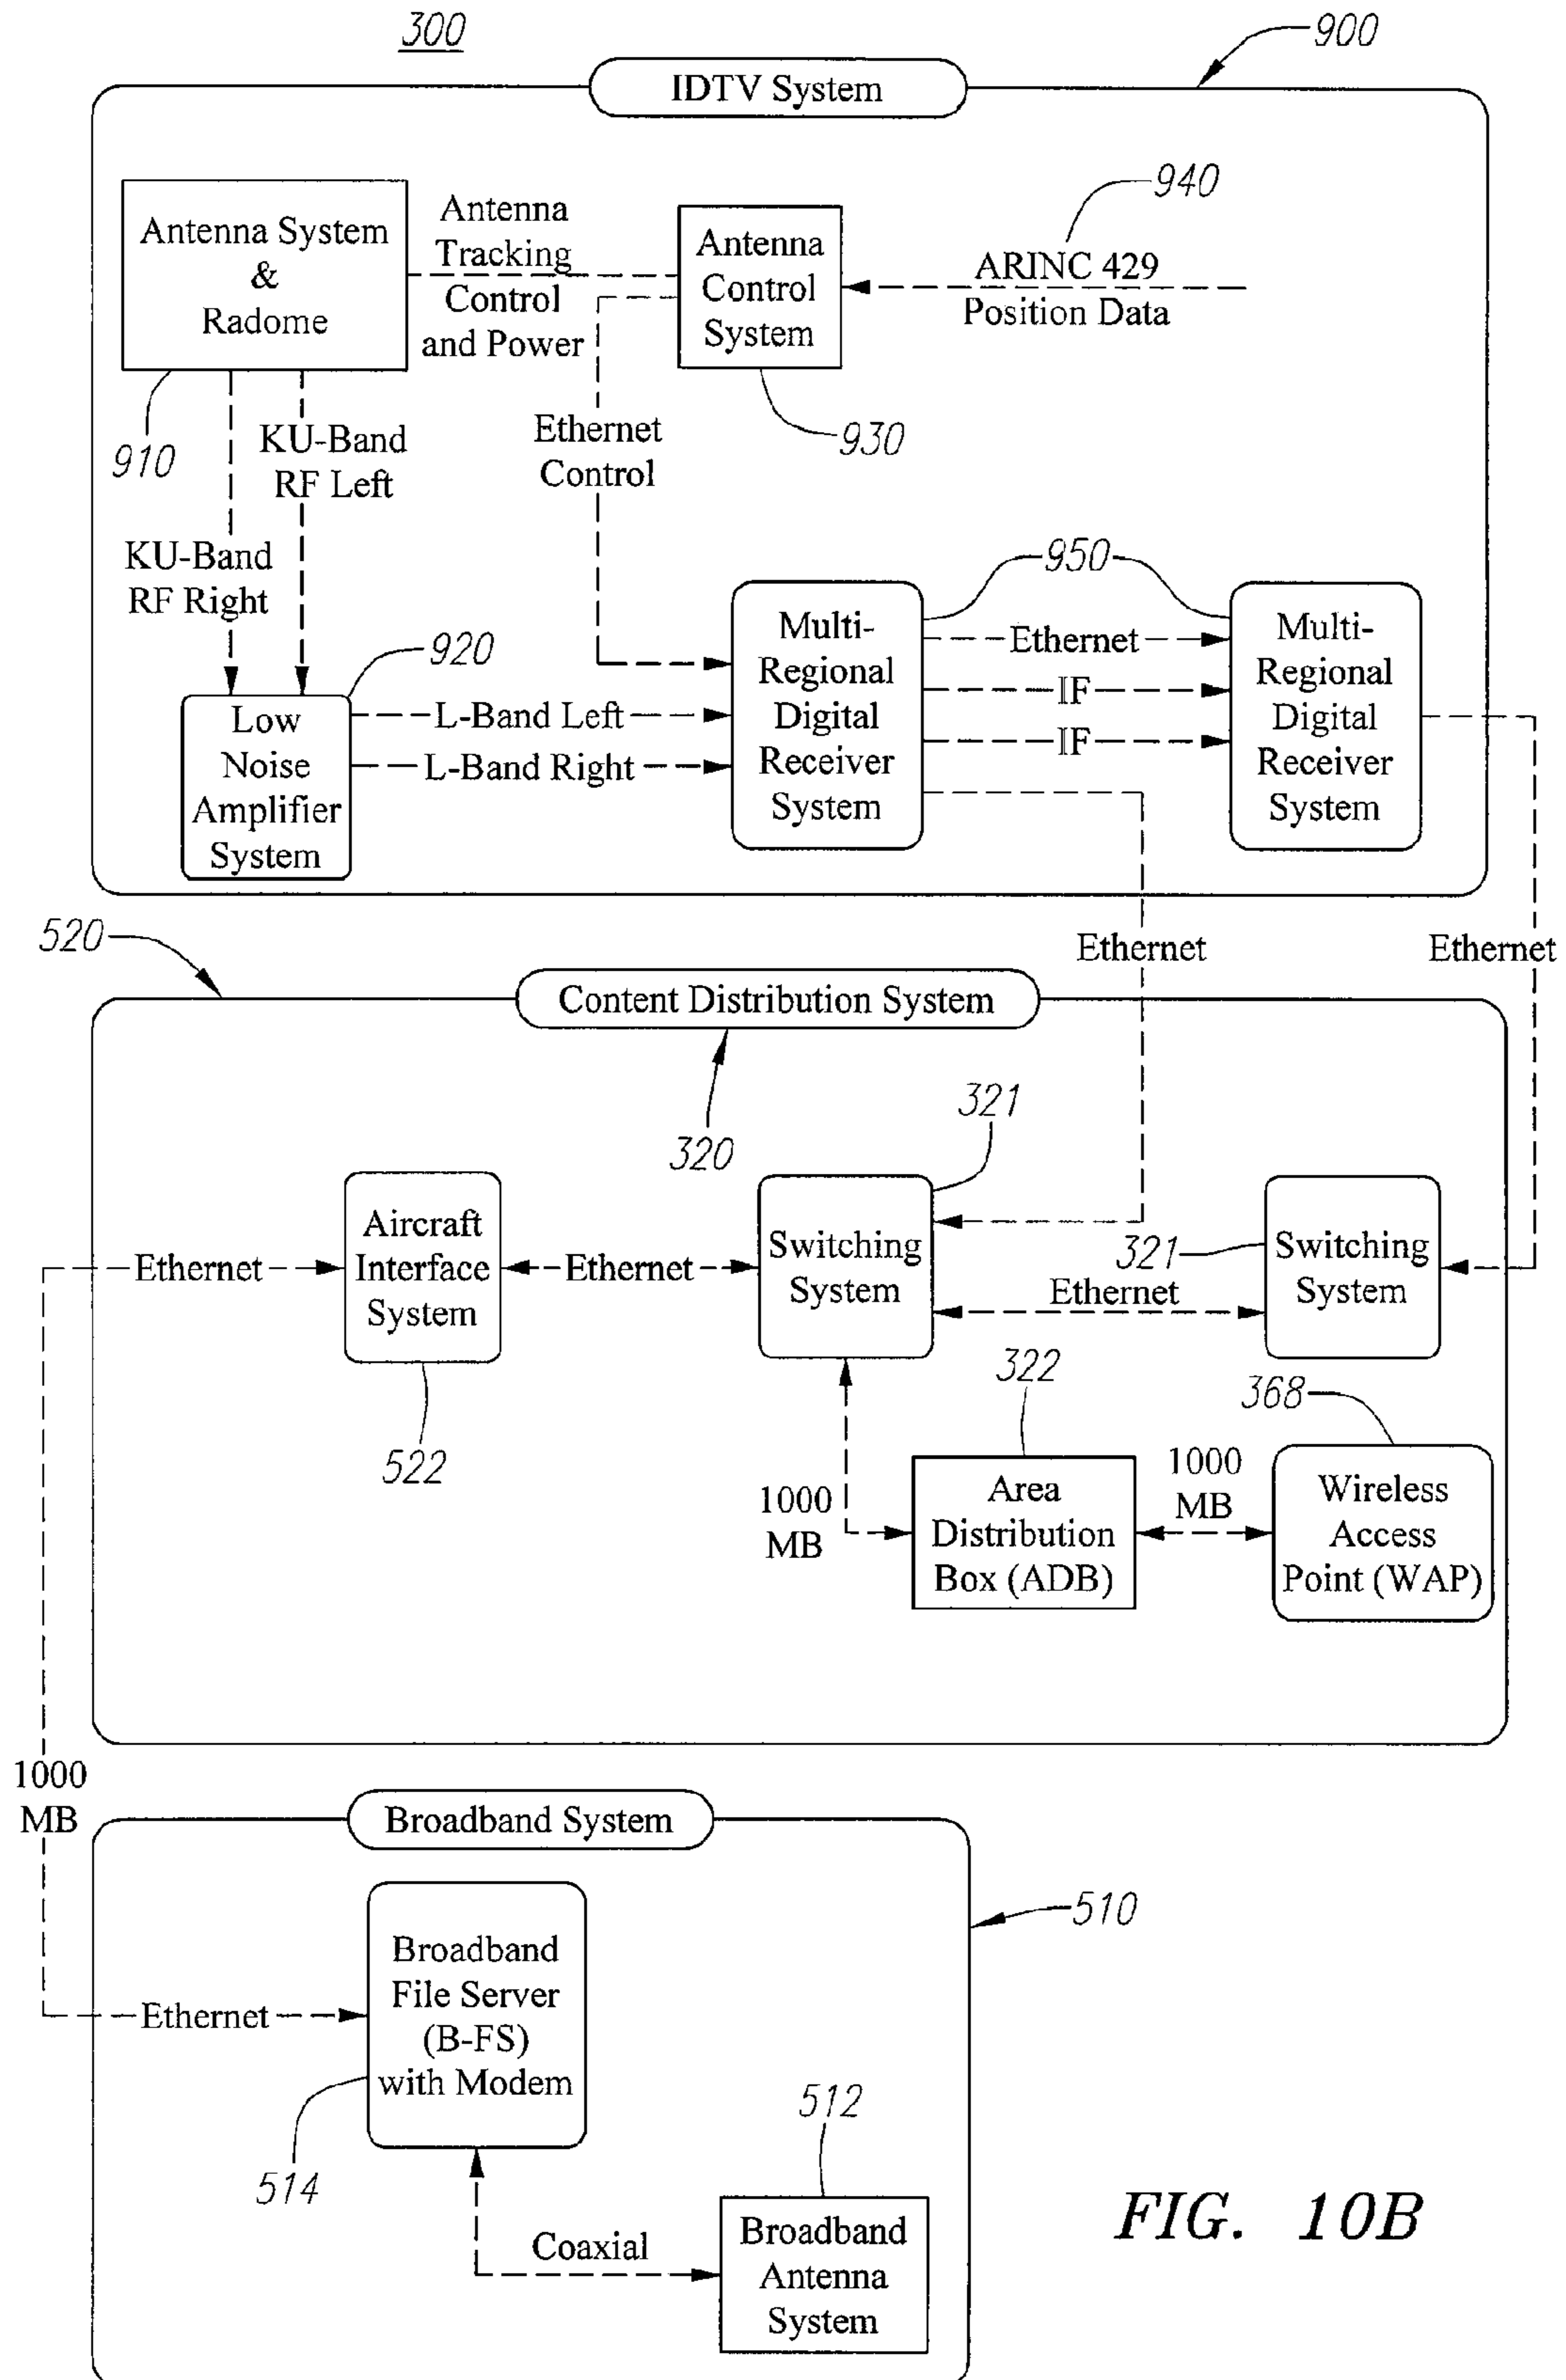 300
900
IDTV System
940
Antenna System
&
Radome
Antenna
Tracking
Control
and Power
Antenna
Control
System
ARINC 429
Position Data
910
KU-Band
RF Left
Ethernet
Control
930
KU-Band
RF Right
950
920
Low
Noise
Amplifier
System
L-Band Left
L-Band Right
Multi-
Regional
Digital
Receiver
System
Ethernet
IF
IF
Multi-
Regional
Digital
Receiver
System
520
Ethernet
Ethernet
Content Distribution System
320
321
Ethernet
Aircraft
Interface
System
Ethernet
Switching
System
321
Ethernet
Switching
System
522
322
368
1000
MB
Area
Distribution
Box (ADB)
1000
MB
Wireless
Access
Point (WAP)
1000
MB
Broadband System
510
Broadband
File Server
(B-FS)
with Modem
Ethernet
514
512
Coaxial
Broadband
Antenna
System
FIG. 10B